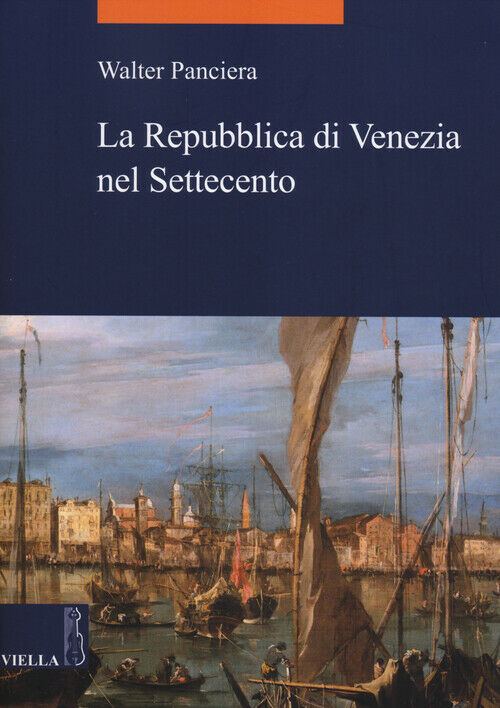 Walter Panciera
La Repubblica di Venezia
nel Settecento
VIELLA